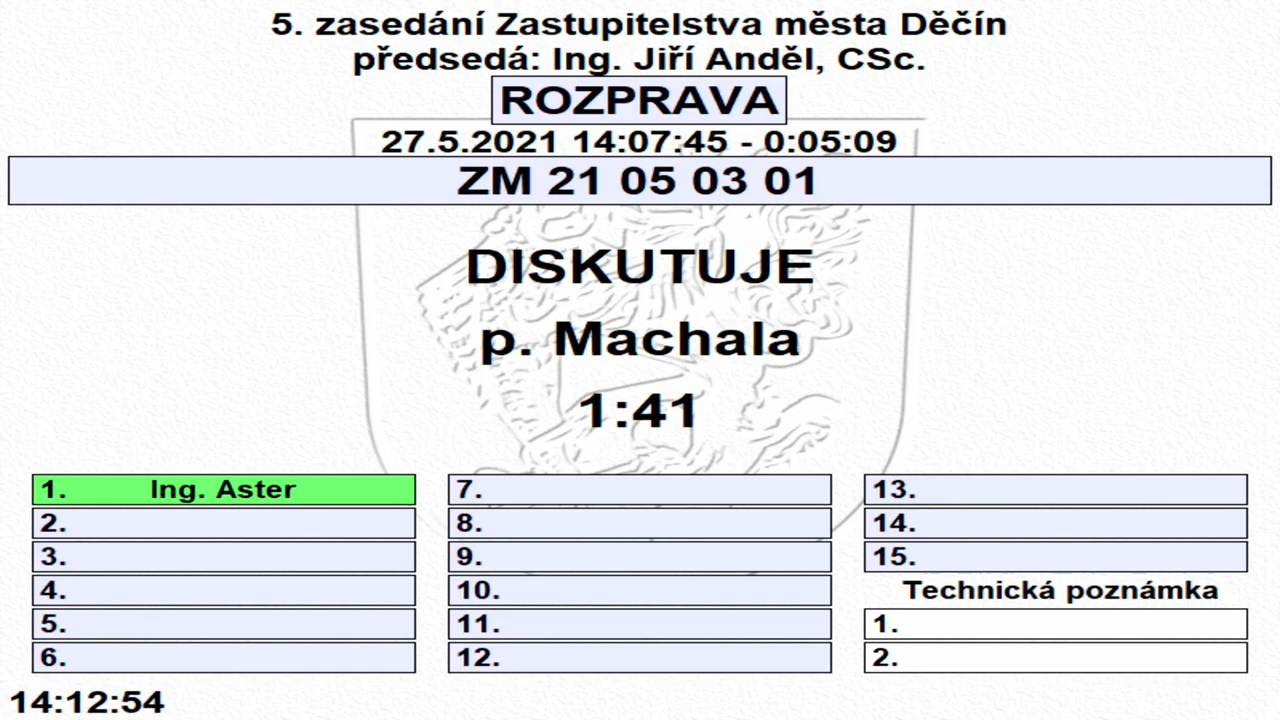 5. zasedání Zastupitelstva města Děčín
předsedá: Ing. Jiří Anděl, CSc.
ROZPRAVA
27.5.2021 14:07:45 - 0:05:09
ZM 21 05 03 01
DISKUTUJE
p. Machala
1:41
1. Ing. Aster
2.
3.
4.
5.
6.
7.
8.
9.
10.
11.
12.
13.
14.
15.
Technická poznámka
1.
2.
14:12:54